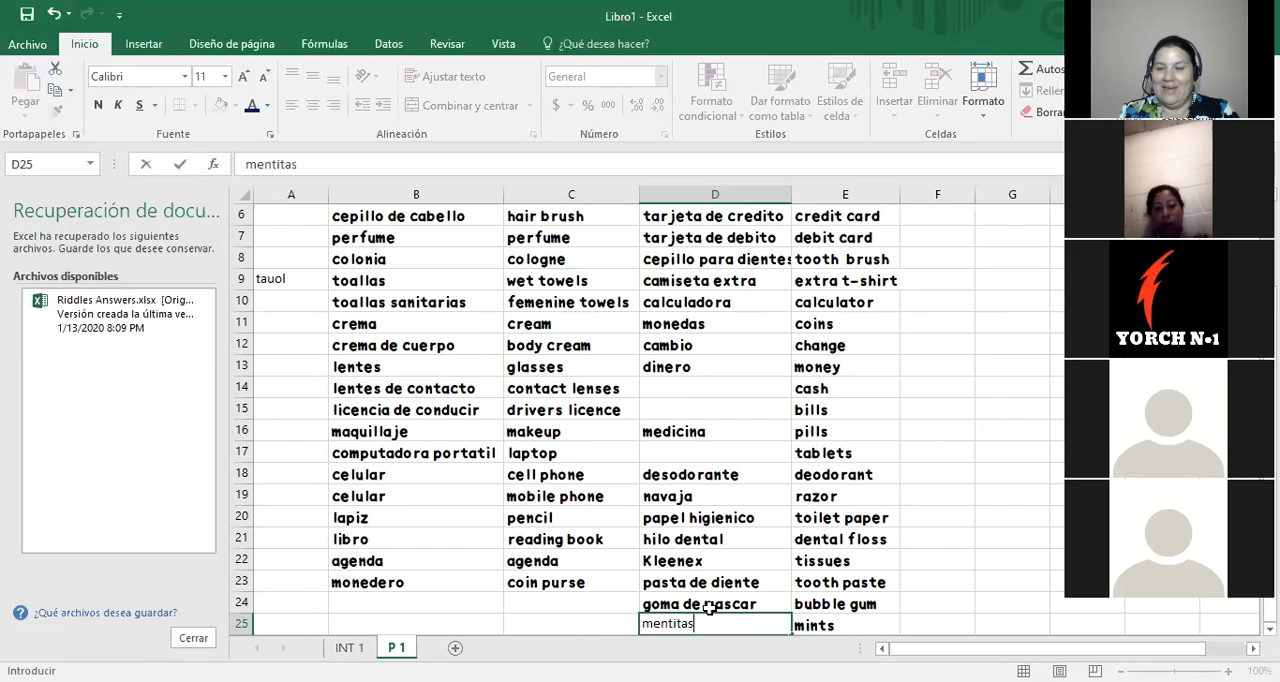 Libro1 - Excel
Archivo Inicio Insertar Diseño de página Fórmulas Datos Revisar Vista ¿Qué desea hacer?
Pegar Calibri 11 Ajustar texto General Formato condicional Dar formato como tabla Estilos de celda Insertar Eliminar Formato Autos
N K S Combinar y centrar $ % 000 Borra
Portapapeles Fuente Alineación Número Estilos Celdas
D25 fx mentitas
Recuperación de docu...
Excel ha recuperado los siguientes
archivos. Guarde los que desee conservar.
Archivos disponibles
Riddles Answers.xlsx [Orig...
Versión creada la última ve...
1/13/2020 8:09 PM
¿Qué archivos desea guardar?
Cerrar
A B C D E F G
6 cepillo de cabello hair brush tarjeta de credito credit card
7 perfume perfume tarjeta de debito debit card
8 colonia cologne cepillo para dientes tooth brush
9 tauol toallas wet towels camiseta extra extra t-shirt
10 toallas sanitarias femenine towels calculadora calculator
11 crema cream monedas coins
12 crema de cuerpo body cream cambio change
13 lentes glasses dinero money
14 lentes de contacto contact lenses cash
15 licencia de conducir drivers licence bills
16 maquillaje makeup medicina pills
17 computadora portatil laptop tablets
18 celular cell phone desodorante deodorant
19 celular mobile phone navaja razor
20 lapiz pencil papel higienico toilet paper
21 libro reading book hilo dental dental floss
22 agenda agenda Kleenex tissues
23 monedero coin purse pasta de diente tooth paste
24 goma de bubble gum
25 mentitas mints
INT 1 P 1
Introducir 100%
YORCH N•1